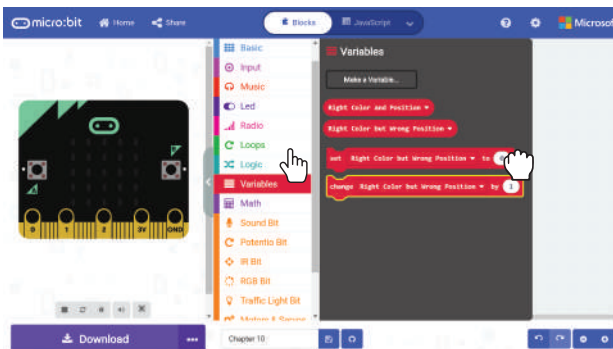 micro:bit
Home
Share
Blocks
JavaScript
Microsoft
Basic
Input
Music
Led
Radio
Loops
Logic
Variables
Math
Sound Bit
Potentio Bit
IR Bit
RGB Bit
Traffic Light Bit
Variables
Make a Variable...
Right Color and Position
Right Color but Wrong Position
set Right Color but Wrong Position to
change Right Color but Wrong Position by 1
0 1 2 3V GND
Download
Chapter 10